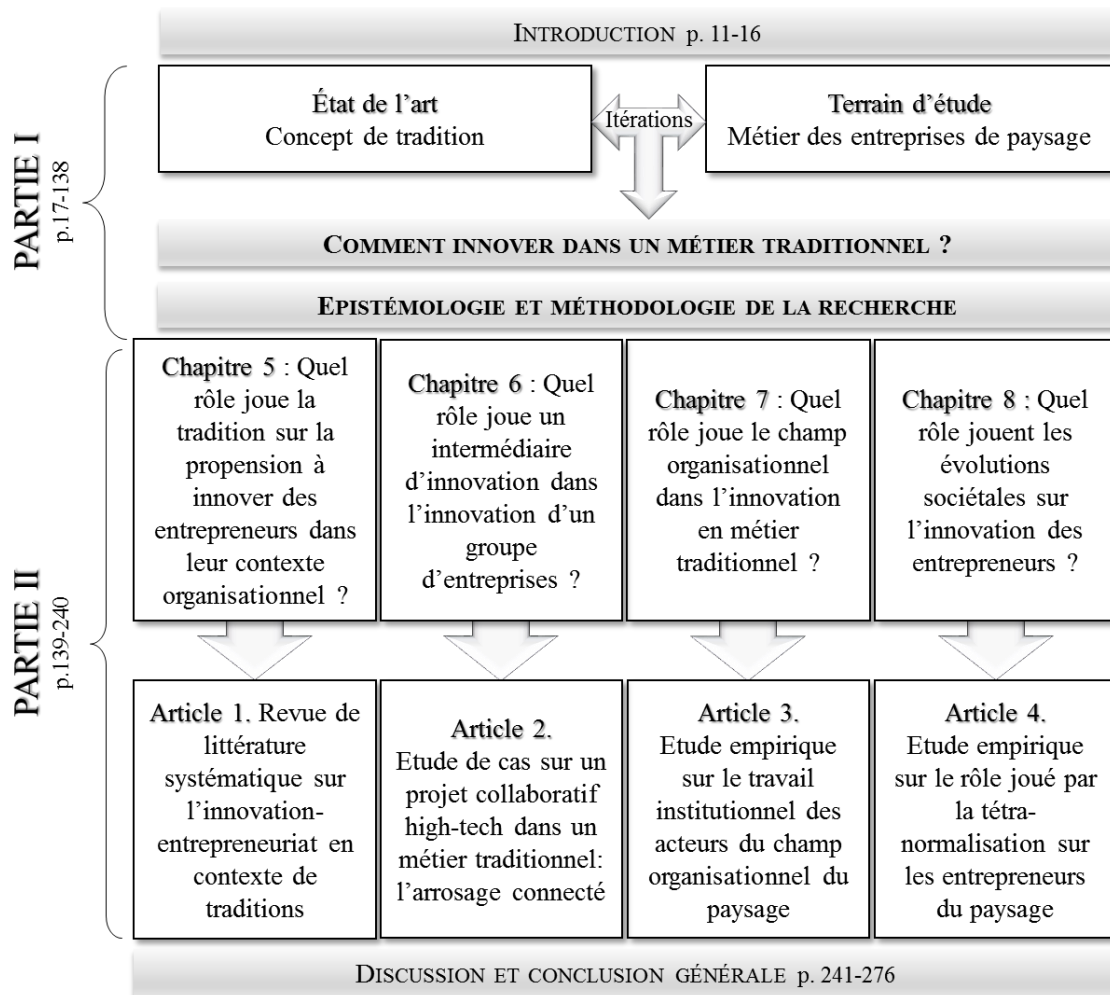 INTRODUCTION p. 11-16
PARTIE I
p.17-138
État de l'art
Concept de tradition
Itérations
Terrain d'étude
Métier des entreprises de paysage
COMMENT INNOVER DANS UN MÉTIER TRADITIONNEL ?
EPISTÉMOLOGIE ET MÉTHODOLOGIE DE LA RECHERCHE
PARTIE II
p.139-240
Chapitre 5 : Quel
rôle joue la
tradition sur la
propension à
innover des
entrepreneurs dans
leur contexte
organisationnel ?
Chapitre 6 : Quel
rôle joue un
intermédiaire
d'innovation dans
l'innovation d'un
groupe
d'entreprises ?
Chapitre 7 : Quel
rôle joue le champ
organisationnel
dans l'innovation
en métier
traditionnel ?
Chapitre 8 : Quel
rôle jouent les
évolutions
sociétales sur
l'innovation des
entrepreneurs ?
Article 1. Revue de
littérature
systématique sur
l'innovation-
entrepreneuriat en
contexte de
traditions
Article 2.
Etude de cas sur un
projet collaboratif
high-tech dans un
métier traditionnel:
l'arrosage connecté
Article 3.
Etude empirique
sur le travail
institutionnel des
acteurs du champ
organisationnel du
paysage
Article 4.
Etude empirique
sur le rôle joué par
la tétra-
normalisation sur
les entrepreneurs
du paysage
DISCUSSION ET CONCLUSION GÉNÉRALE p. 241-276